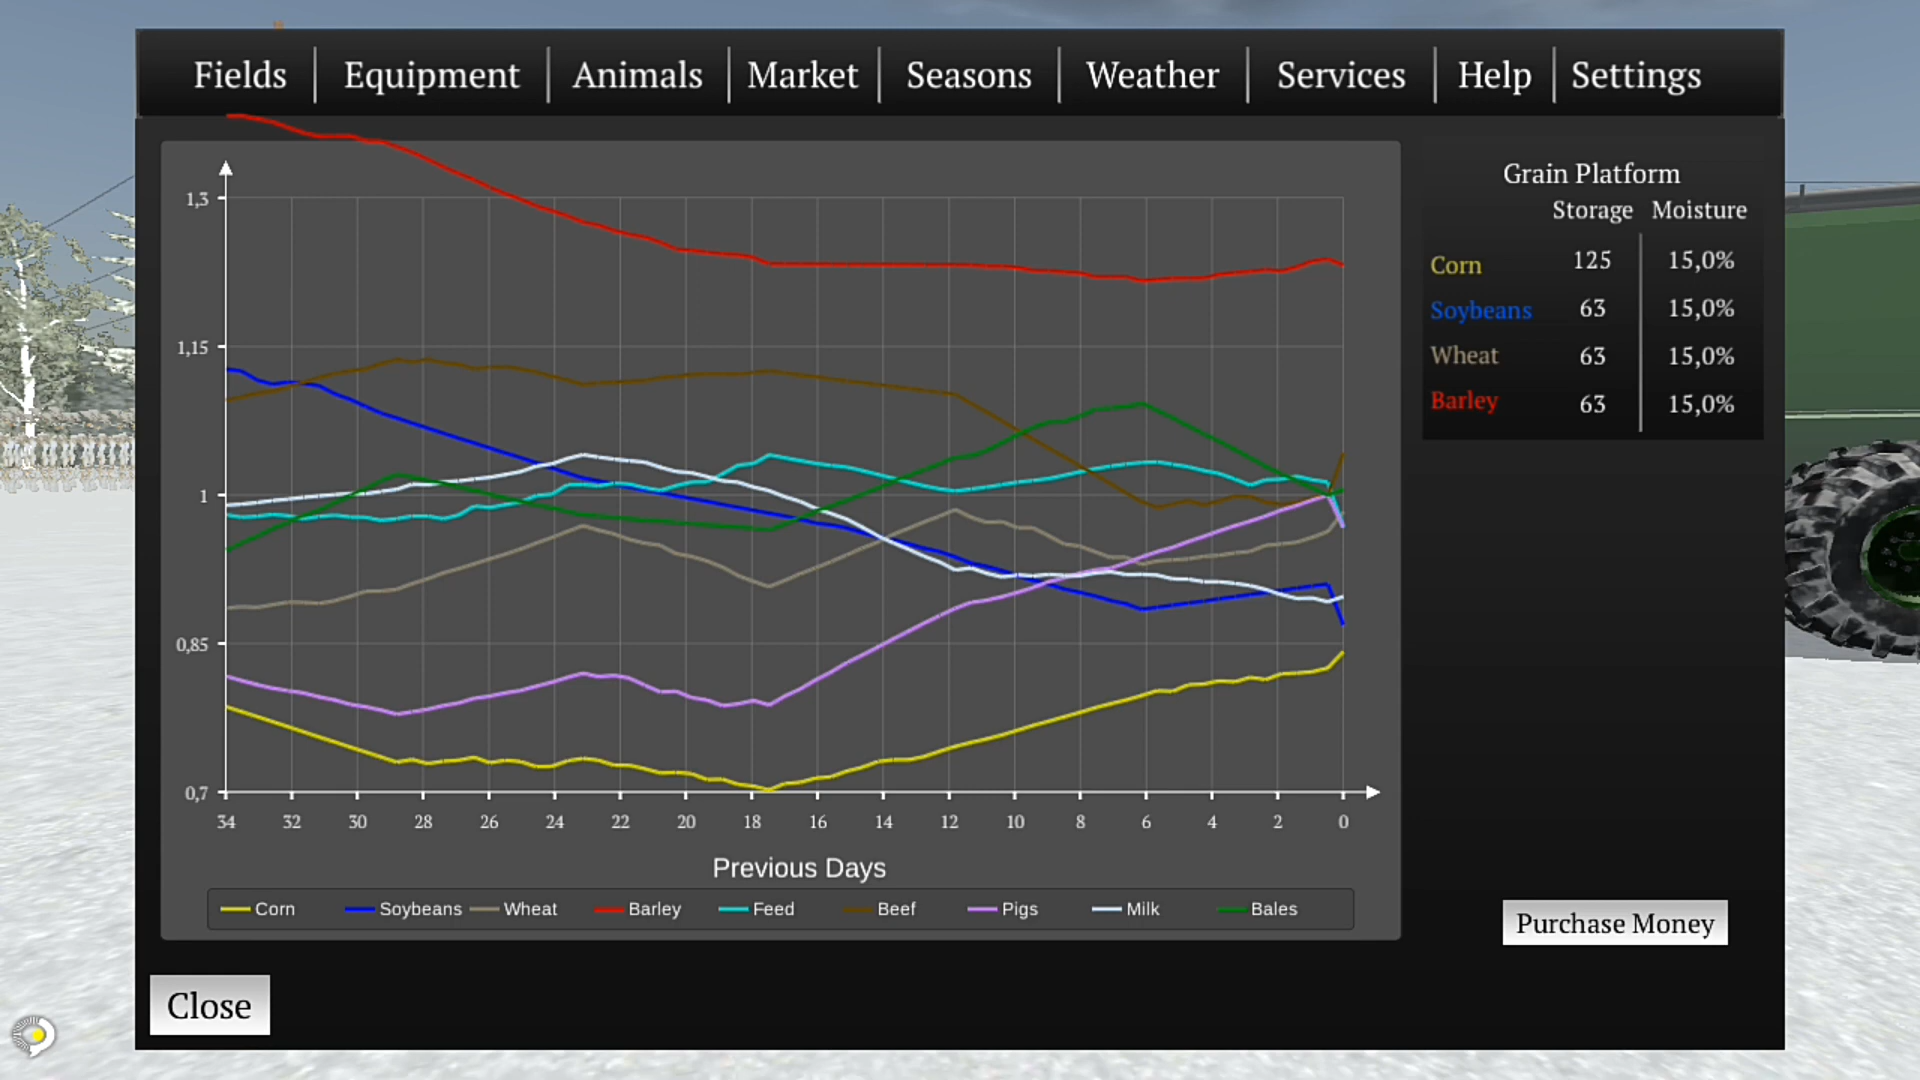 Fields Equipment Animals Market Seasons Weather Services Help Settings
1,3
1,15
1
0,85
0,7
34 32 30 28 26 24 22 20 18 16 14 12 10 8 6 4 2 0
Previous Days
Corn Soybeans Wheat Barley Feed Beef Pigs Milk Bales
Grain Platform
Storage Moisture
Corn 125 15,0%
Soybeans 63 15,0%
Wheat 63 15,0%
Barley 63 15,0%
Purchase Money
Close